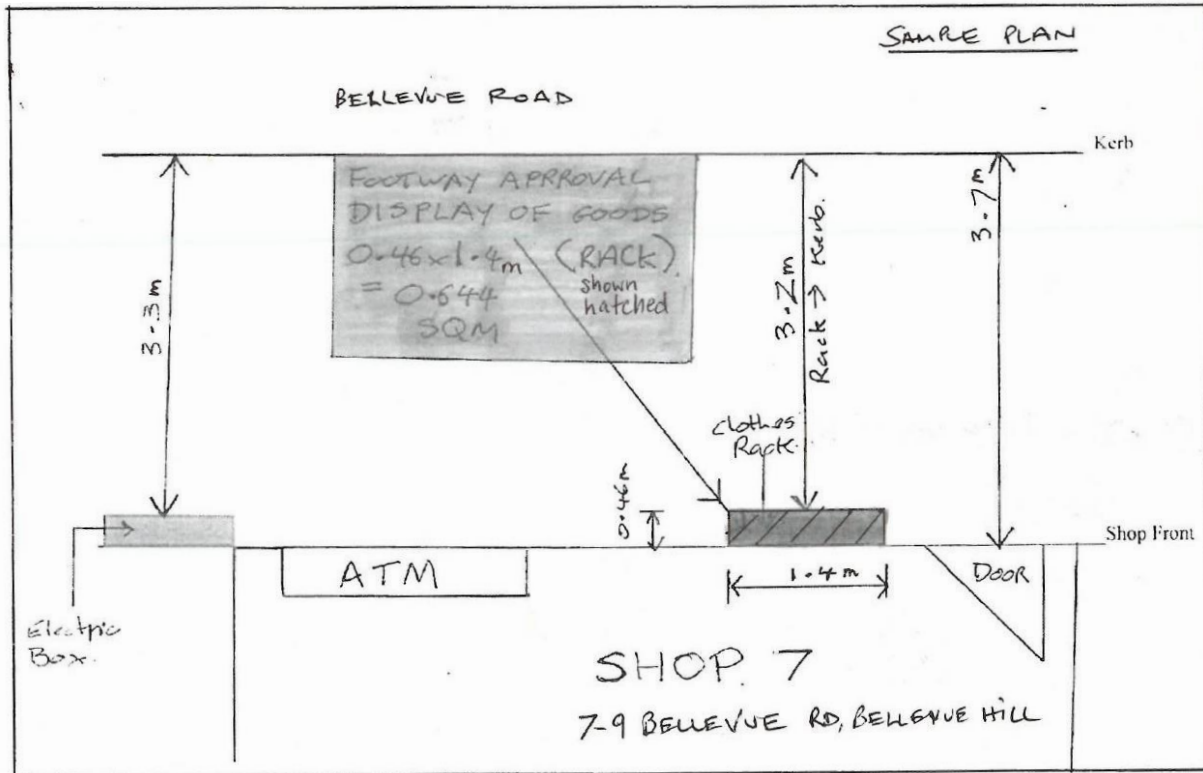 SAMPLE PLAN
BELLEVUE ROAD
Kerb
FOOTWAY APRROVAL
DISPLAY OF GOODS
0.46x1.4m (RACK)
shown
hatched
= 0.644
SQM
3.3m
3.2m
Rack → Kerb.
3.7m
Clothes
Rack.
0.46m
Shop Front
ATM
1.4m
DOOR
Electric
Box.
SHOP 7
7-9 BELLEVUE RD, BELLEVUE HILL